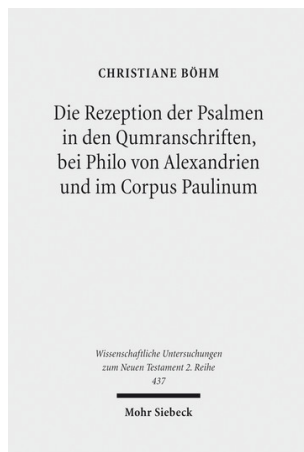 CHRISTIANE BÖHM
Die Rezeption der Psalmen
in den Qumranschriften,
bei Philo von Alexandrien
und im Corpus Paulinum
Wissenschaftliche Untersuchungen
zum Neuen Testament 2. Reihe
437
Mohr Siebeck